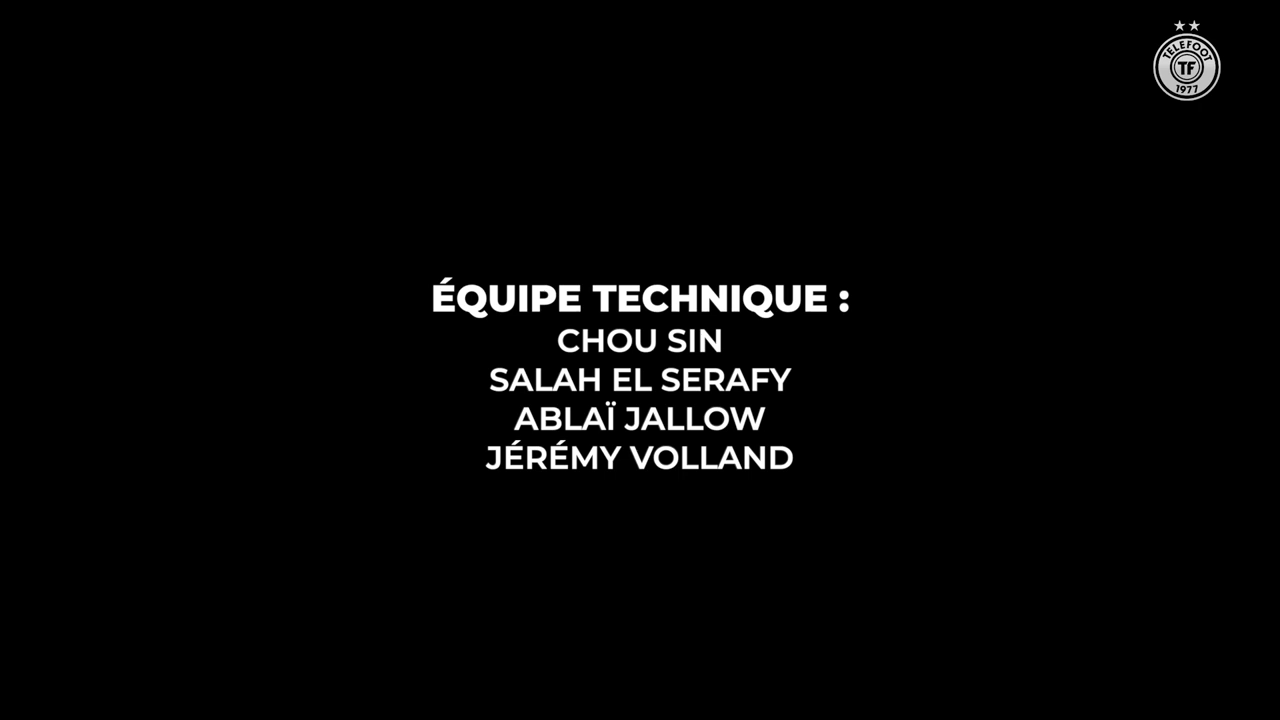 TELEFOOT
TF
1977
ÉQUIPE TECHNIQUE :
CHOU SIN
SALAH EL SERAFY
ABLAÏ JALLOW
JÉRÉMY VOLLAND